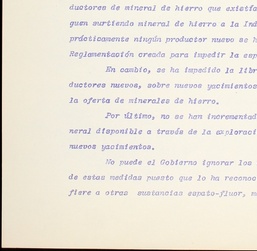 ductores de mineral de hierro que existía
guen surtiendo mineral de hierro a la Ind
prácticamente ningún productor nuevo se h
Reglamentación creada para impedir la esp
En cambio, se ha impedido la libr
ductores nuevos, sobre nuevos yacimientos
la oferta de minerales de hierro.
Por último, no se han incrementad
neral disponible a través de la exploraci
nuevos yacimientos.
No puede el Gobierno ignorar los
de estas medidas puesto que lo ha reconoc
fiere a otras sustancias espato-fluor, m